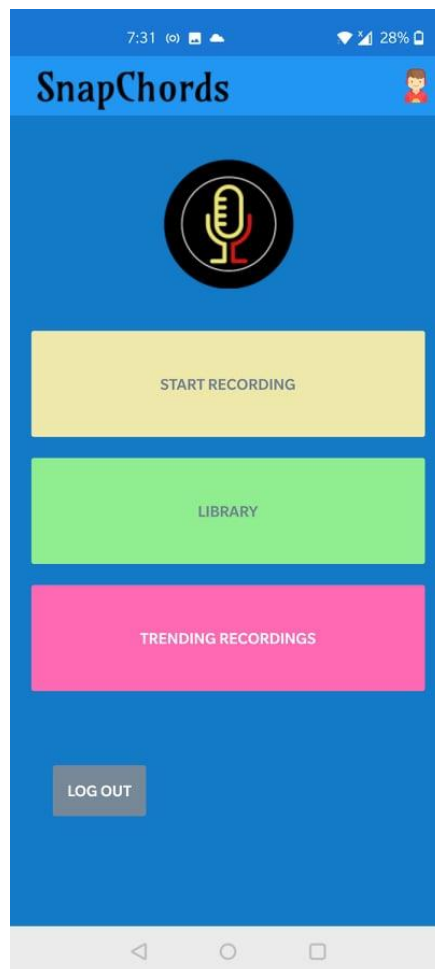 7:31 28%
SnapChords
START RECORDING
LIBRARY
TRENDING RECORDINGS
LOG OUT